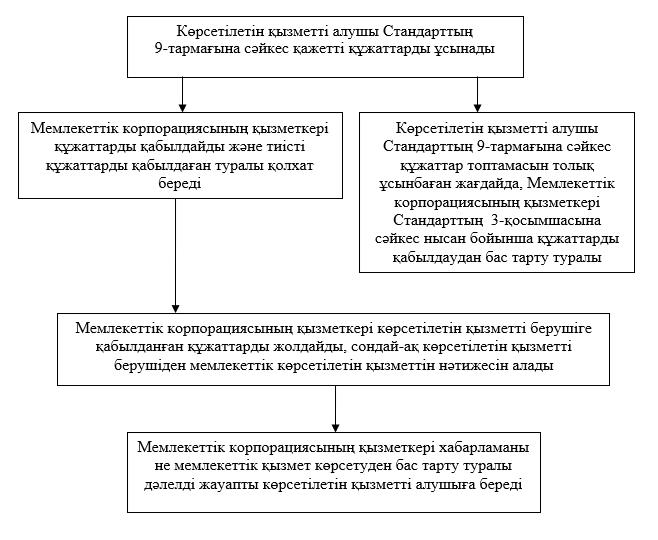 Көрсетілетін қызметті алушы Стандарттың
9-тармағына сәйкес қажетті құжаттарды ұсынады
Мемлекеттік корпорациясының қызметкері
құжаттарды қабылдайды және тиісті
құжаттарды қабылдаған туралы қолхат
береді
Көрсетілетін қызметті алушы
Стандарттың 9-тармағына сәйкес
құжаттар топтамасын толық
ұсынбаған жағдайда, Мемлекеттік
корпорациясының қызметкері
Стандарттың 3-қосымшасына
сәйкес нысан бойынша құжаттарды
қабылдаудан бас тарту туралы
Мемлекеттік корпорациясының қызметкері көрсетілетін қызметті берушіге
қабылданған құжаттарды жолдайды, сондай-ақ көрсетілетін қызметті
берушіден мемлекеттік көрсетілетін қызметтін нәтижесін алады
Мемлекеттік корпорациясының қызметкері хабарламаны
не мемлекеттік қызмет көрсетуден бас тарту туралы
дәлелді жауапты көрсетілетін қызметті алушыға береді